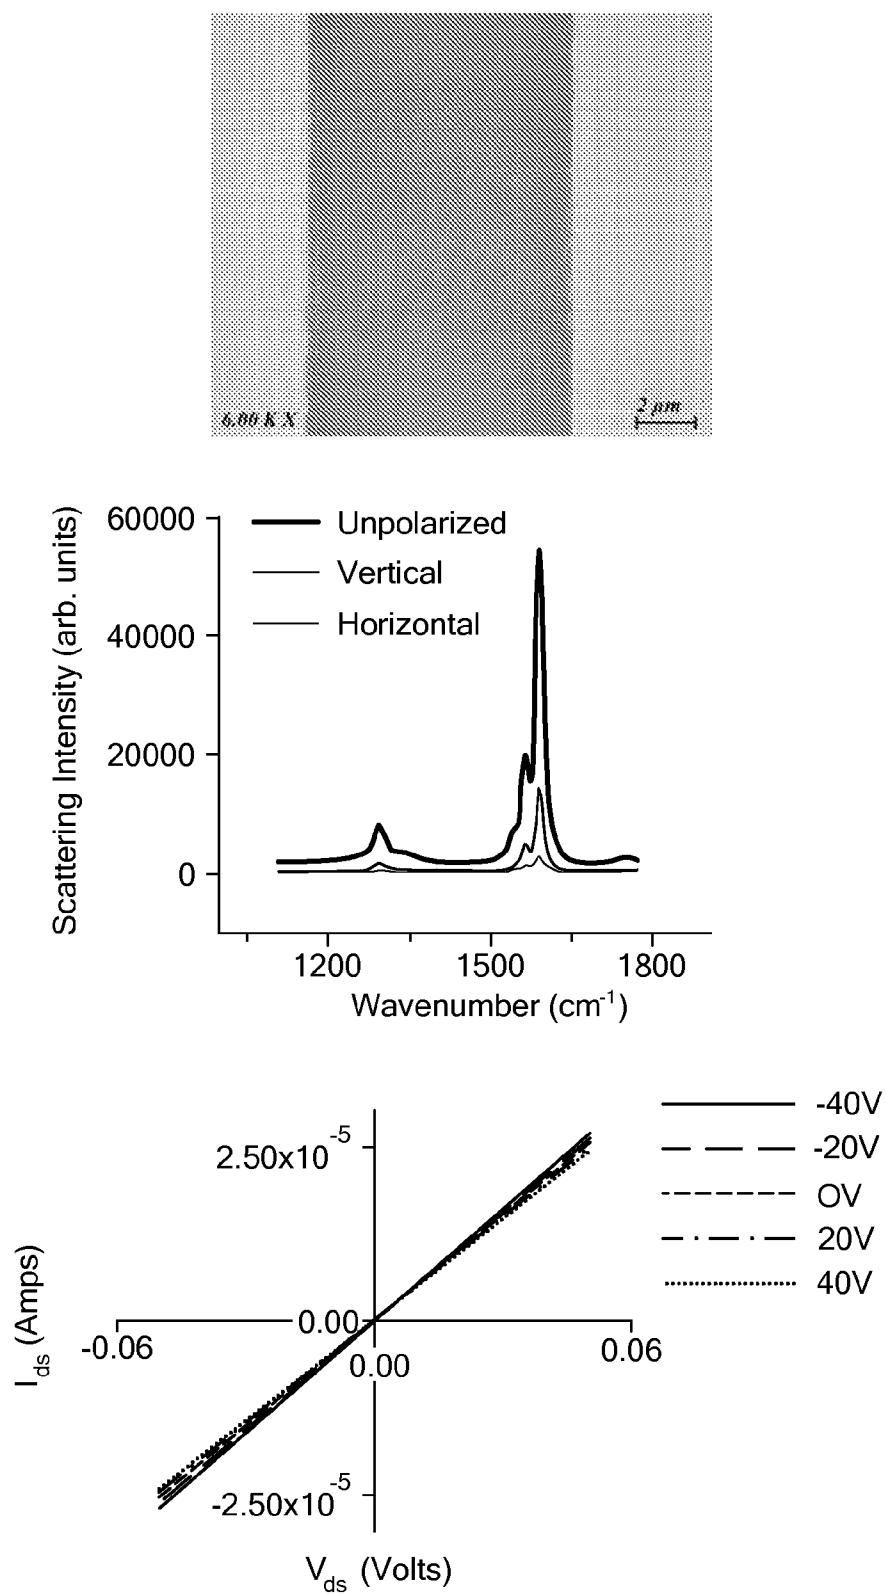 6.00 K X
2 μm
Scattering Intensity (arb. units)
60000
40000
20000
0
Unpolarized
Vertical
Horizontal
1200 1500 1800
Wavenumber (cm⁻¹)
-40V
-20V
OV
20V
40V
2.50x10⁻⁵
0.00
-0.06 0.00 0.06
-2.50x10⁻⁵
I_ds (Amps)
V_ds (Volts)